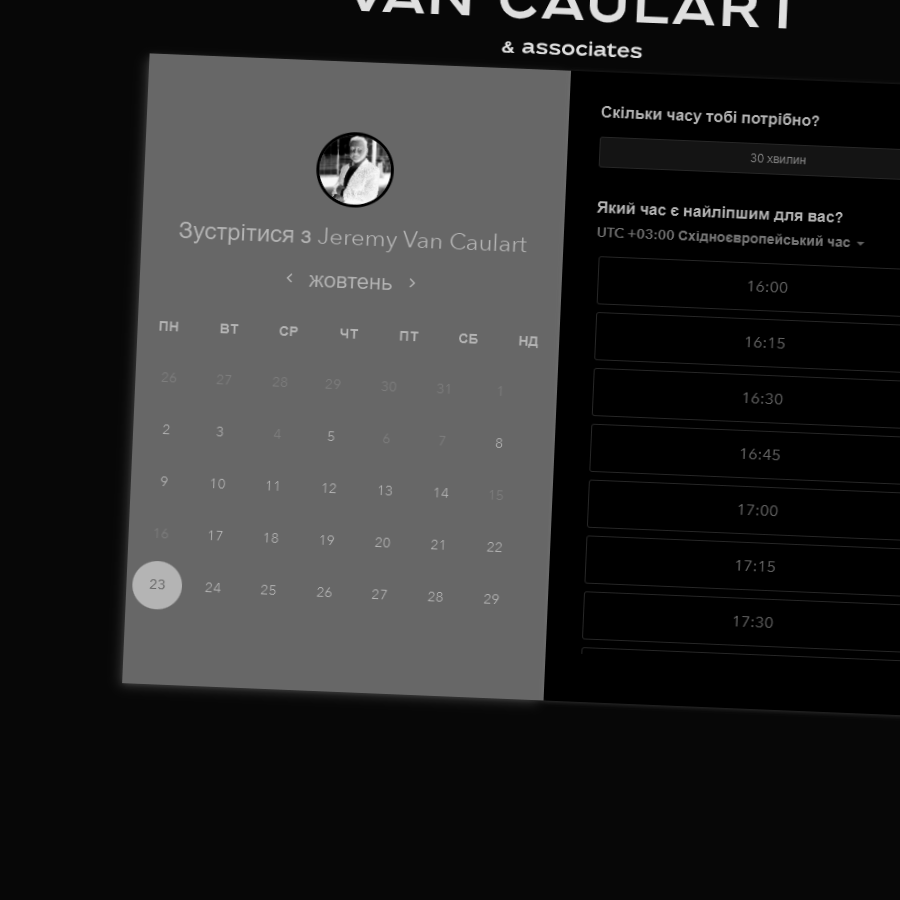 VAN CAULART
& associates
Зустрітися з Jeremy Van Caulart
‹ жовтень ›
ПН ВТ СР ЧТ ПТ СБ НД
26 27 28 29 30 31 1
2 3 4 5 6 7 8
9 10 11 12 13 14 15
16 17 18 19 20 21 22
23 24 25 26 27 28 29
Скільки часу тобі потрібно?
30 хвилин
Який час є найліпшим для вас?
UTC +03:00 Східноєвропейський час
16:00
16:15
16:30
16:45
17:00
17:15
17:30